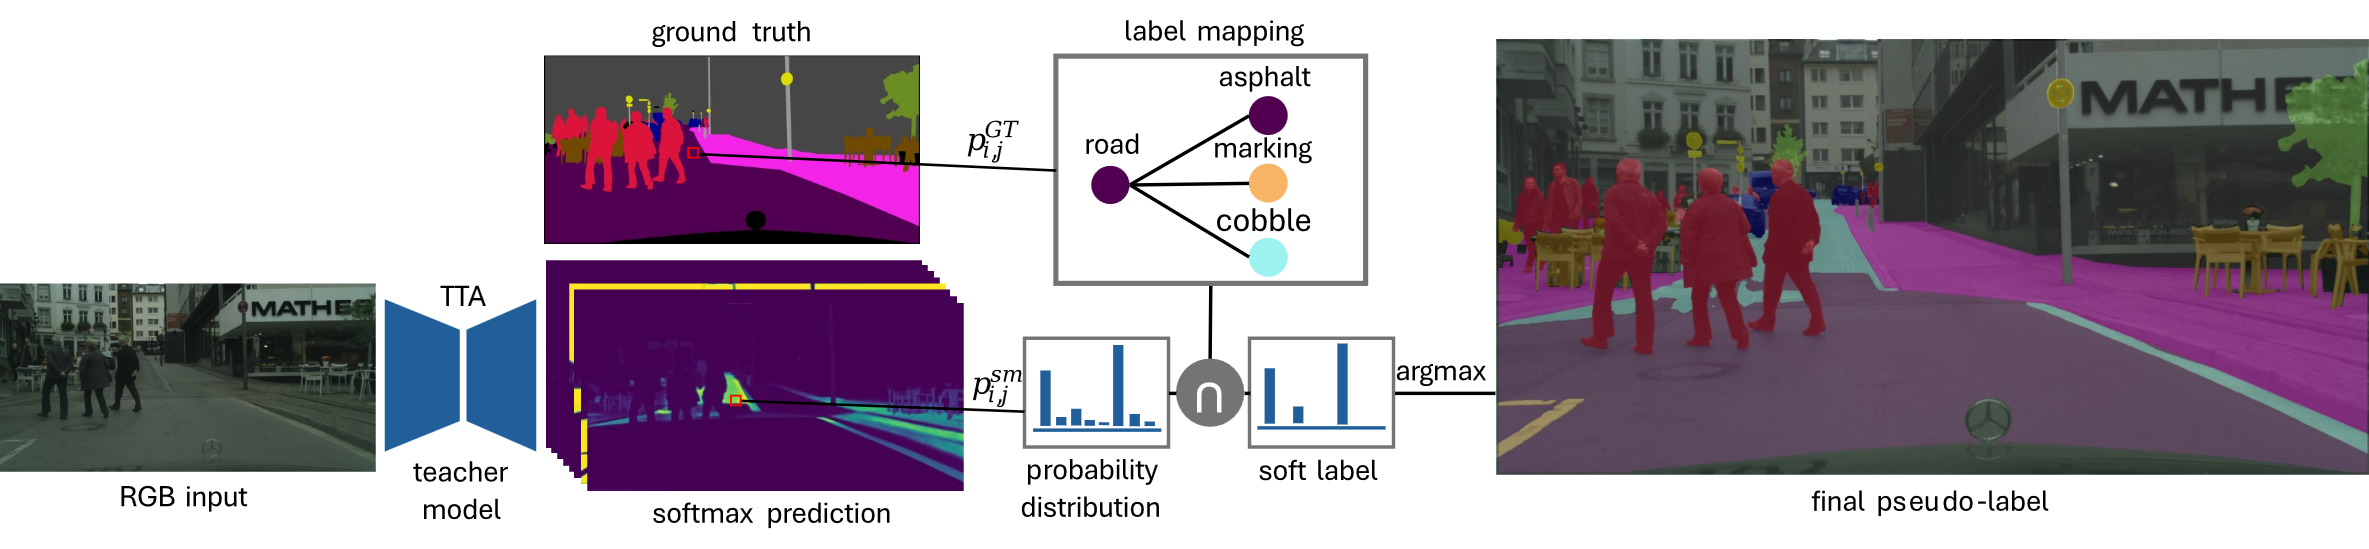 ground truth
label mapping
asphalt
marking
road
cobble
p_{i,j}^{GT}
MATHE
TTA
MATHE
p_{i,j}^{sm}
∩
argmax
teacher
model
RGB input
softmax prediction
probability
distribution
soft label
final pseudo-label